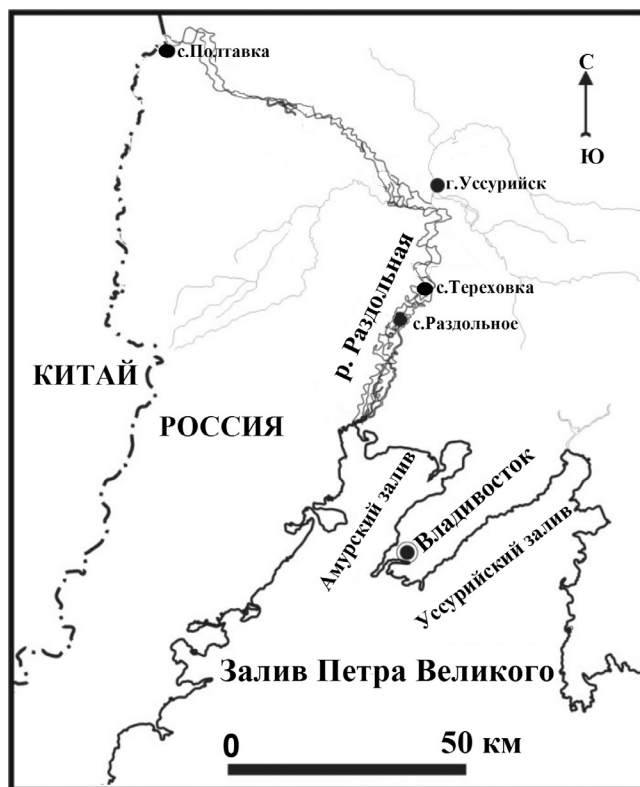 с.Полтавка
С
Ю
г.Уссурийск
р. Раздольная
с.Тереховка
с.Раздольное
КИТАЙ
РОССИЯ
Амурский залив
Владивосток
Уссурийский залив
Залив Петра Великого
0
50 км